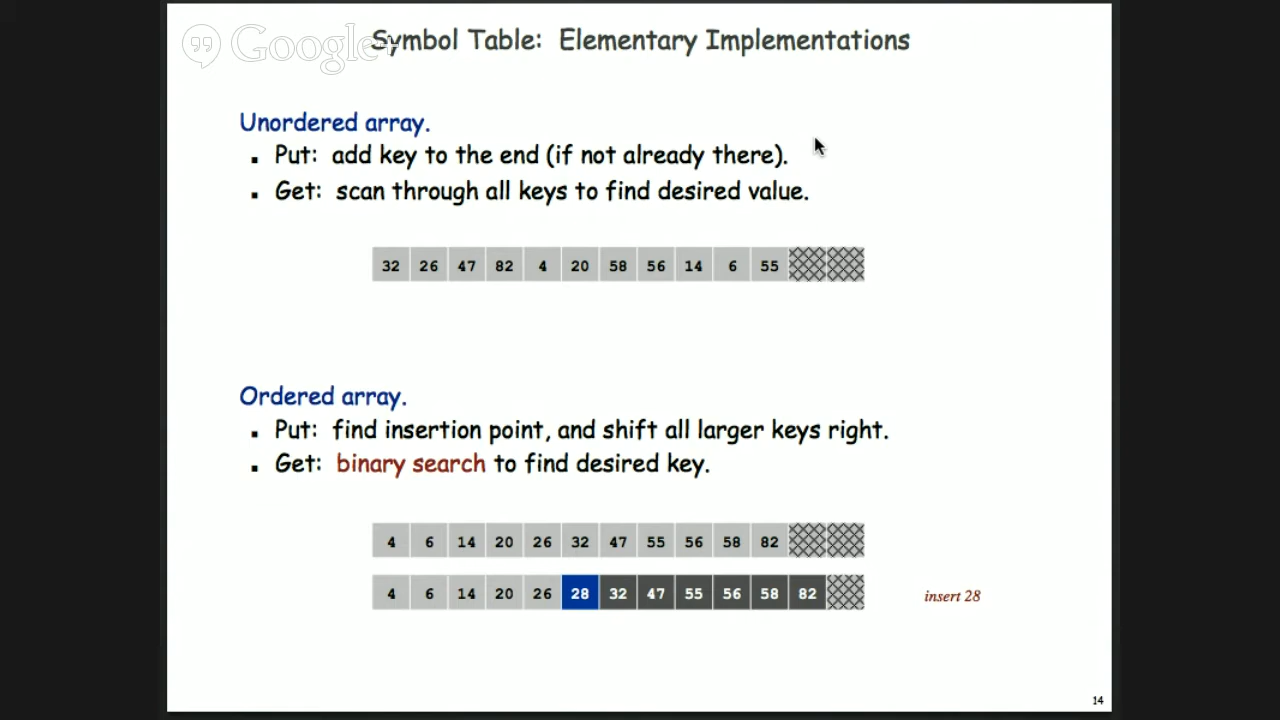 Google+
Symbol Table: Elementary Implementations
Unordered array.
▪ Put: add key to the end (if not already there).
▪ Get: scan through all keys to find desired value.
32 26 47 82 4 20 58 56 14 6 55
Ordered array.
▪ Put: find insertion point, and shift all larger keys right.
▪ Get: binary search to find desired key.
4 6 14 20 26 32 47 55 56 58 82
4 6 14 20 26 28 32 47 55 56 58 82
insert 28
14